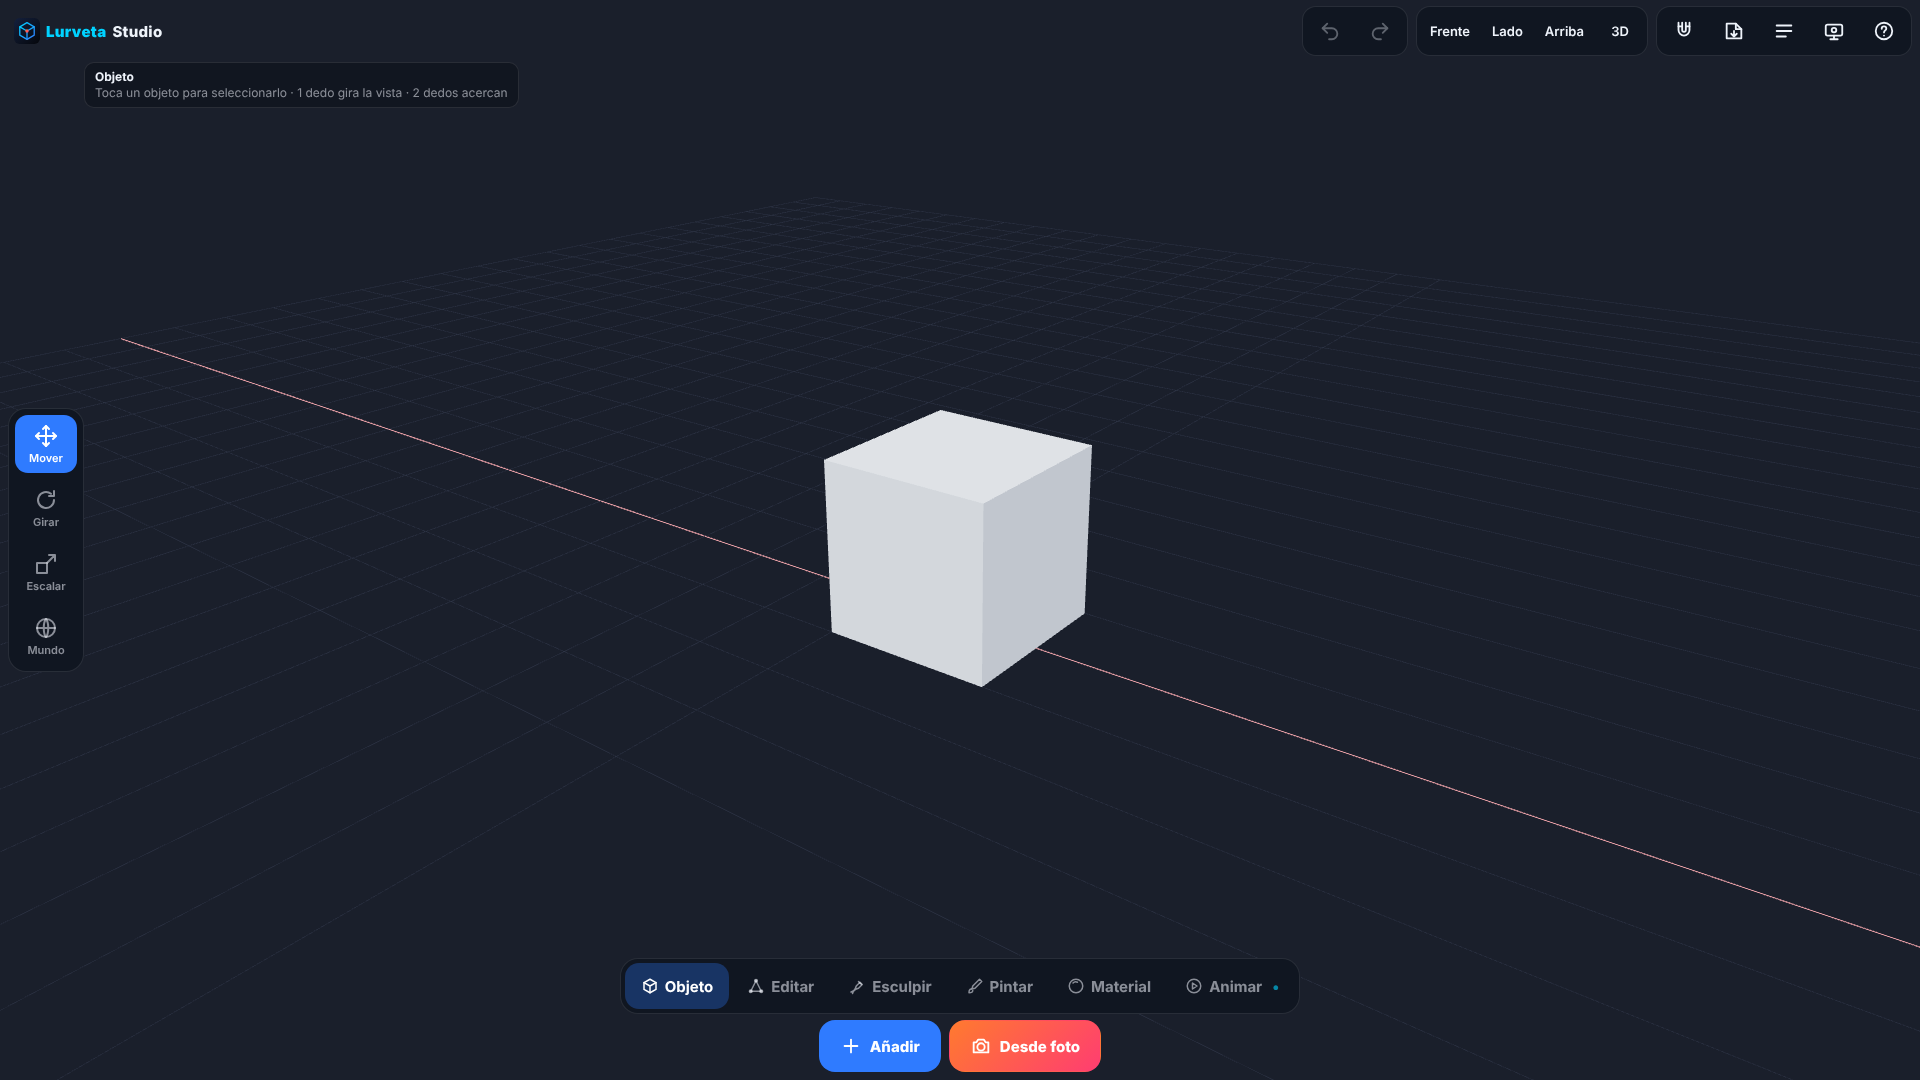 Lurveta Studio
Frente Lado Arriba 3D
Objeto
Toca un objeto para seleccionarlo · 1 dedo gira la vista · 2 dedos acercan
Mover
Girar
Escalar
Mundo
Objeto Editar Esculpir Pintar Material Animar
Añadir Desde foto